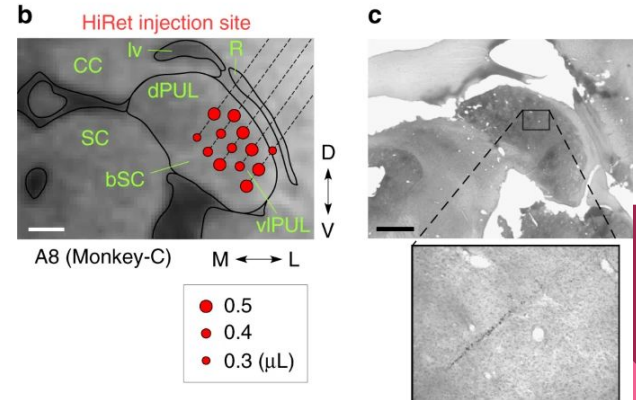 b
HiRet injection site
CC
lv
R
dPUL
SC
bSC
vlPUL
D
V
A8 (Monkey-C)
M
L
0.5
0.4
0.3 (μL)
c